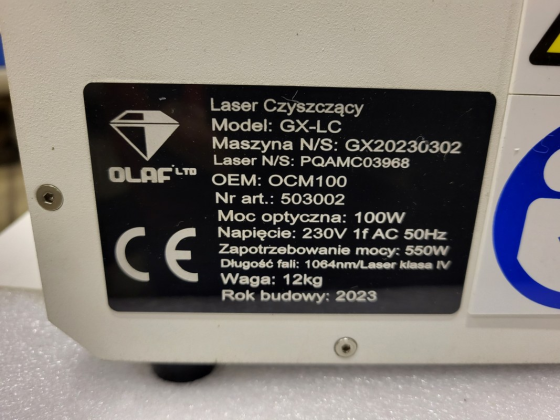 Laser Czyszczący
Model: GX-LC
Maszyna N/S: GX20230302
Laser N/S: PQAMC03968
OLAF LTD
OEM: OCM100
Nr art.: 503002
Moc optyczna: 100W
Napięcie: 230V 1f AC 50Hz
Zapotrzebowanie mocy: 550W
Długość fali: 1064nm/Laser klasa IV
CE
Waga: 12kg
Rok budowy: 2023